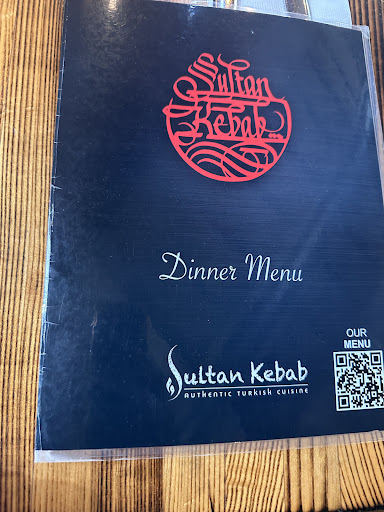 Sultan
Kebab
Dinner Menu
OUR
MENU
Sultan Kebab
AUTHENTIC TURKISH CUISINE